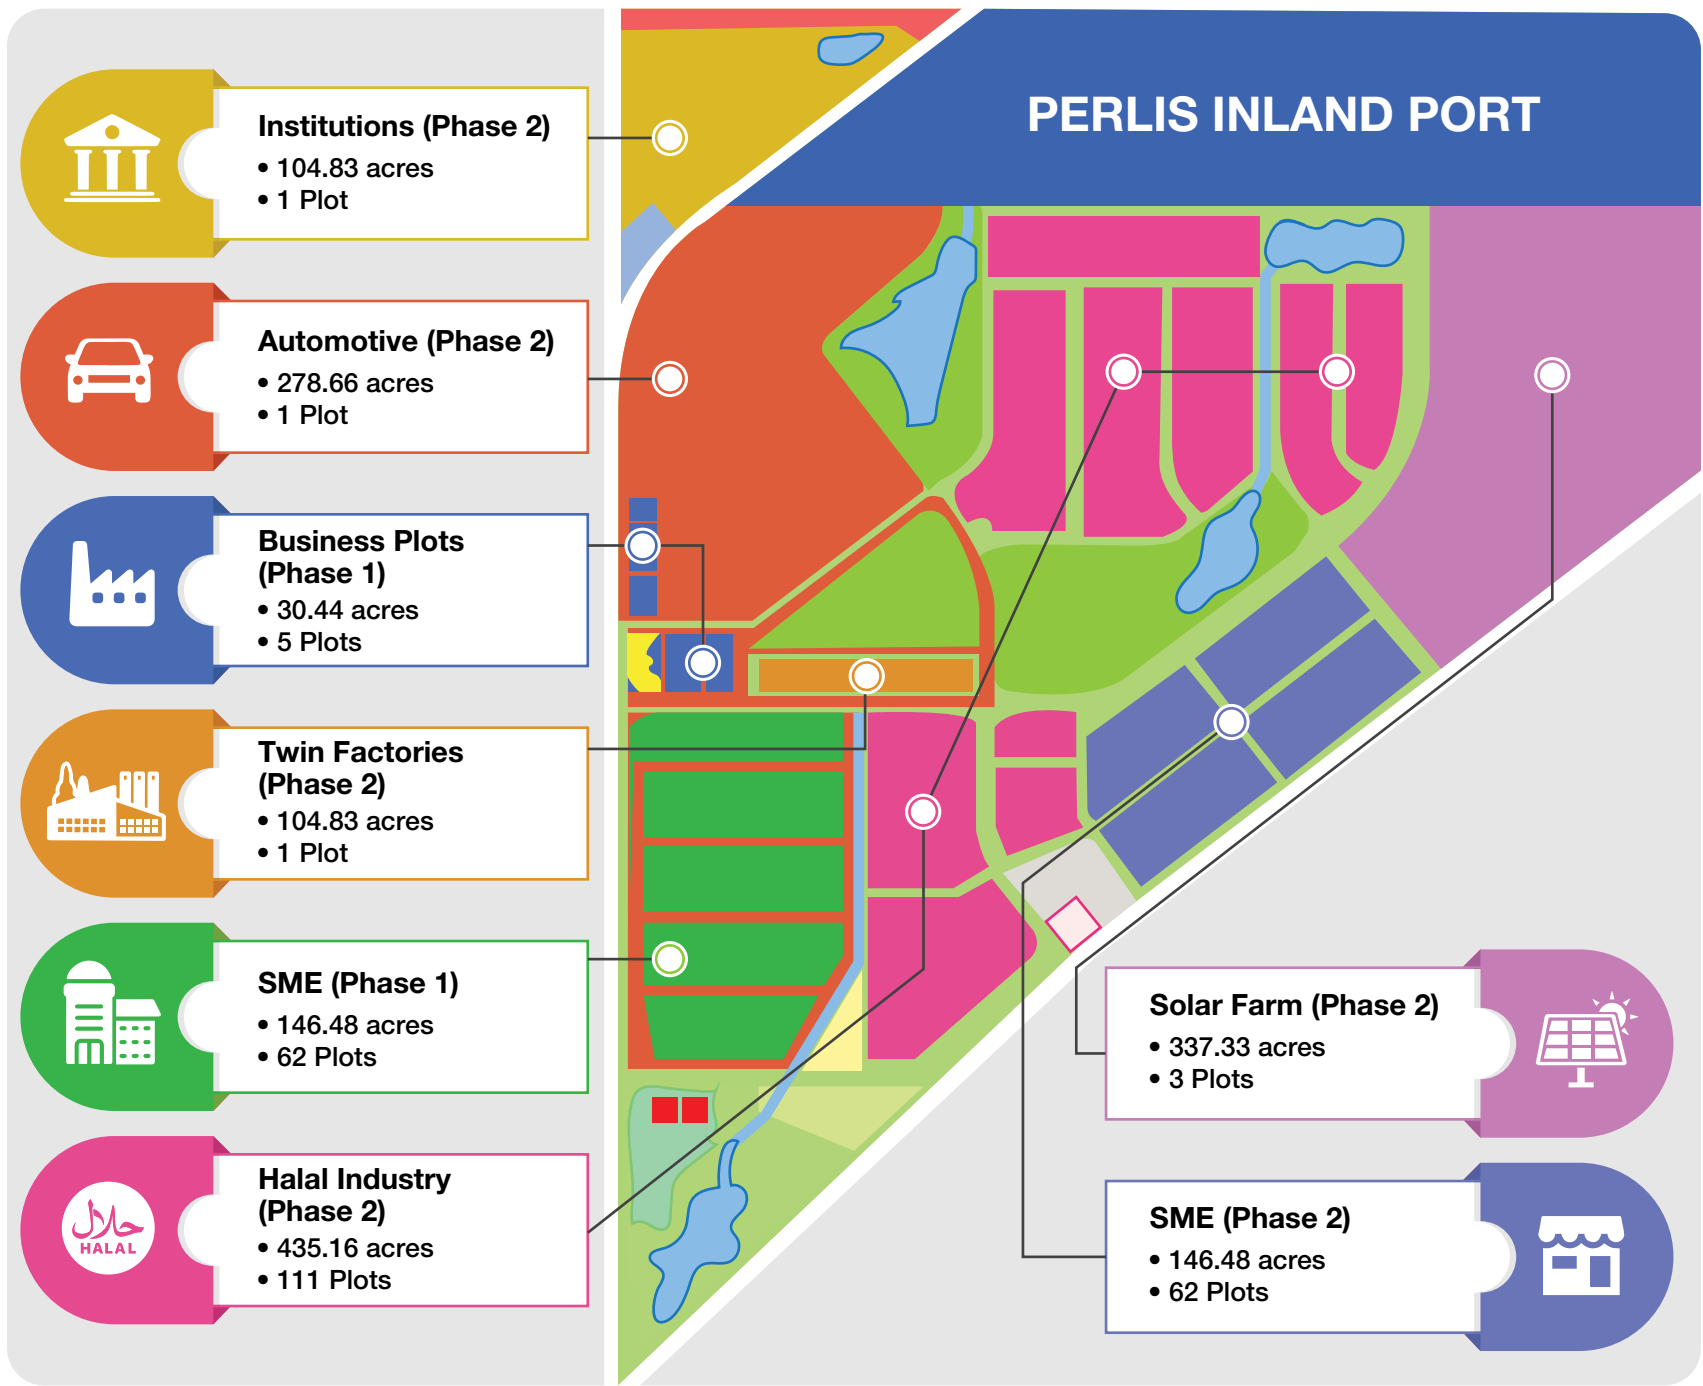 PERLIS INLAND PORT
Institutions (Phase 2)
• 104.83 acres
• 1 Plot
Automotive (Phase 2)
• 278.66 acres
• 1 Plot
Business Plots
(Phase 1)
• 30.44 acres
• 5 Plots
Twin Factories
(Phase 2)
• 104.83 acres
• 1 Plot
SME (Phase 1)
• 146.48 acres
• 62 Plots
حلال
HALAL
Halal Industry
(Phase 2)
• 435.16 acres
• 111 Plots
Solar Farm (Phase 2)
• 337.33 acres
• 3 Plots
SME (Phase 2)
• 146.48 acres
• 62 Plots